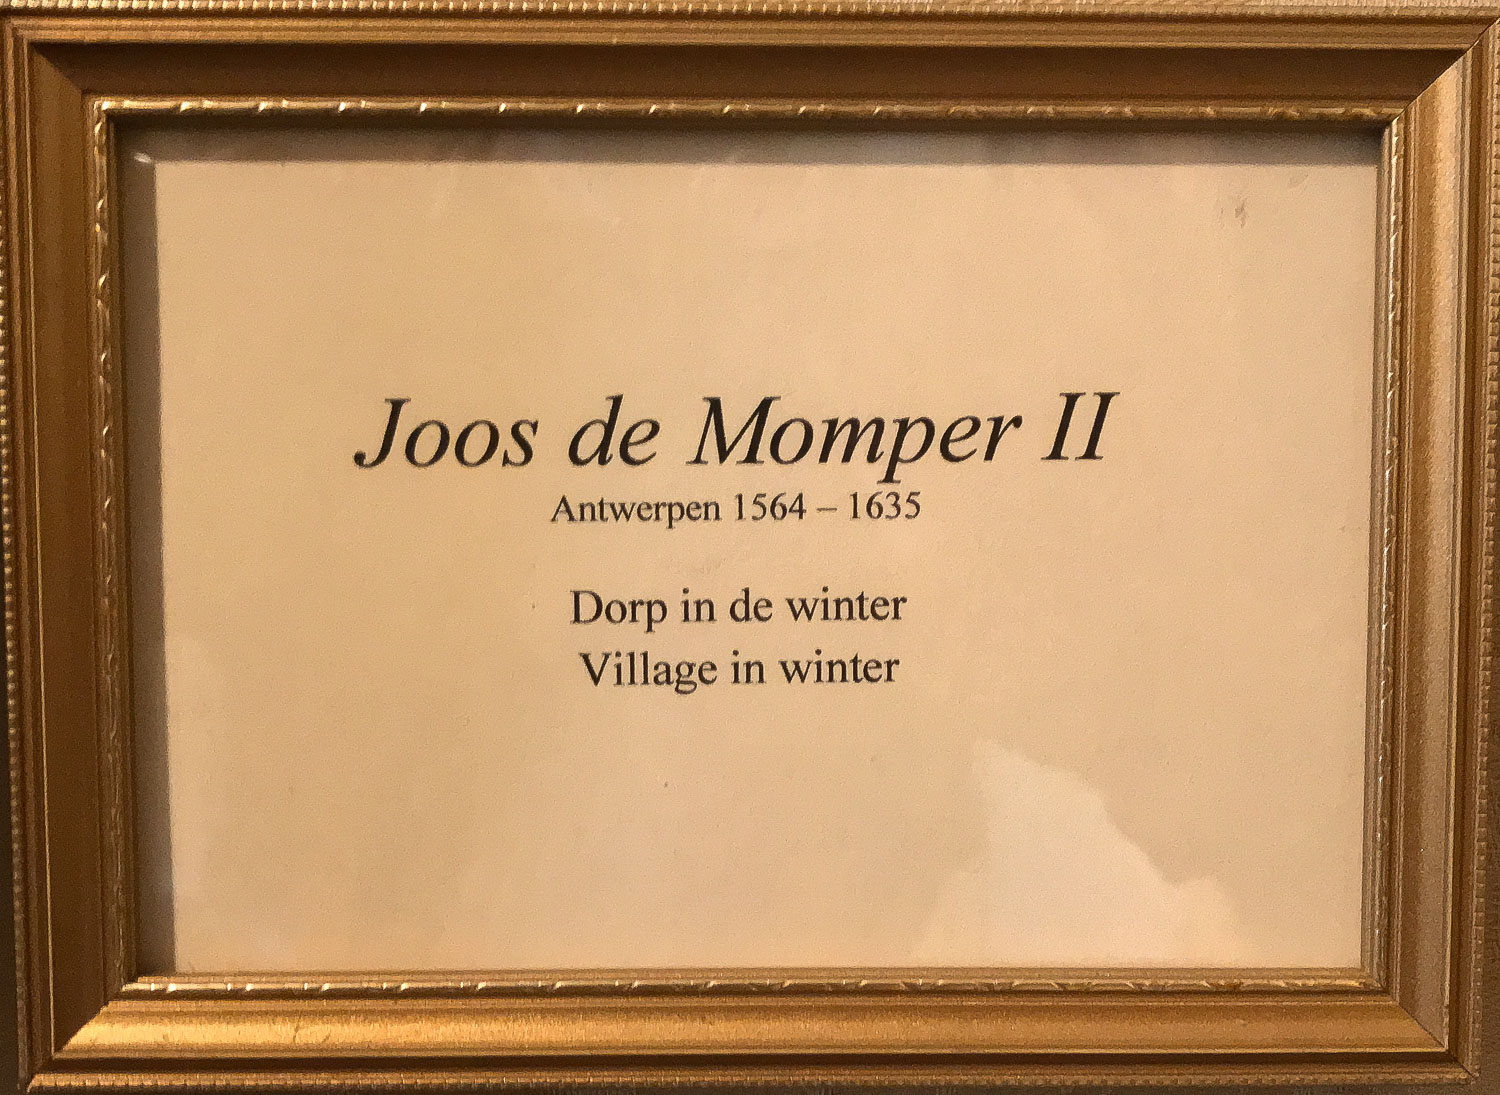 Joos de Momper II
Antwerpen 1564 – 1635
Dorp in de winter
Village in winter